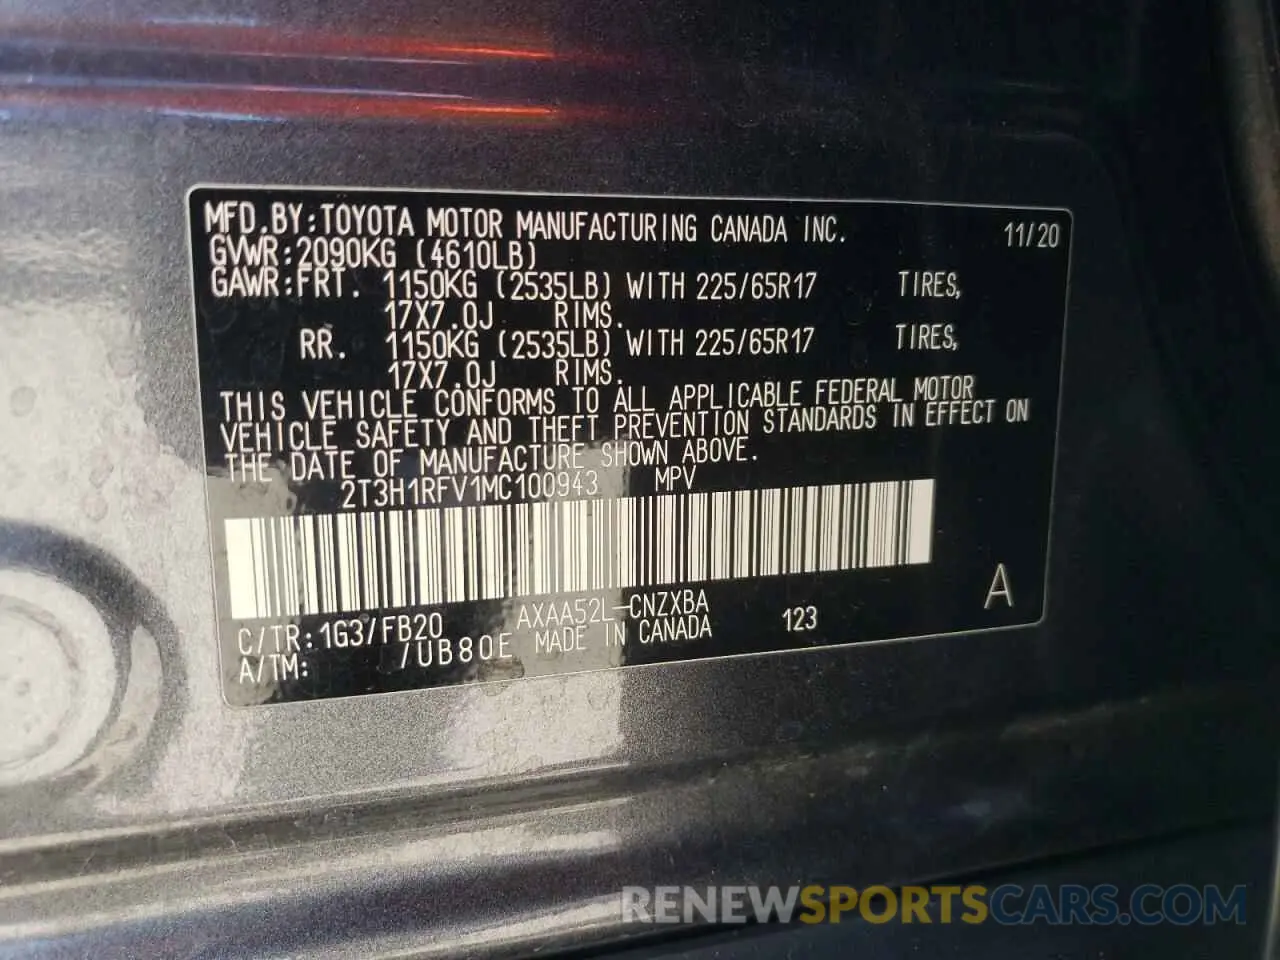 MFD.BY:TOYOTA MOTOR MANUFACTURING CANADA INC. 11/20
GVWR:2090KG (4610LB)
GAWR:FRT. 1150KG (2535LB) WITH 225/65R17 TIRES,
17X7.0J RIMS.
RR. 1150KG (2535LB) WITH 225/65R17 TIRES,
17X7.0J RIMS.
THIS VEHICLE CONFORMS TO ALL APPLICABLE FEDERAL MOTOR
VEHICLE SAFETY AND THEFT PREVENTION STANDARDS IN EFFECT ON
THE DATE OF MANUFACTURE SHOWN ABOVE.
2T3H1RFV1MC100943 MPV
A
C/TR:1G3/FB20 AXAA52L-CNZXBA 123
A/TM: /UB80E MADE IN CANADA
RENEWSPORTSCARS.COM